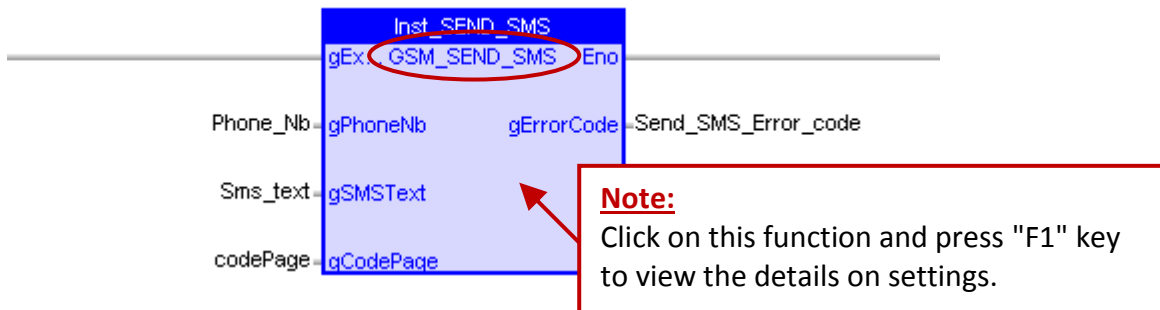 Inst_SEND_SMS
gEx... GSM_SEND_SMS Eno
Phone_Nb gPhoneNb gErrorCode Send_SMS_Error_code
Sms_text gSMSText
codePage gCodePage
Note:
Click on this function and press "F1" key
to view the details on settings.